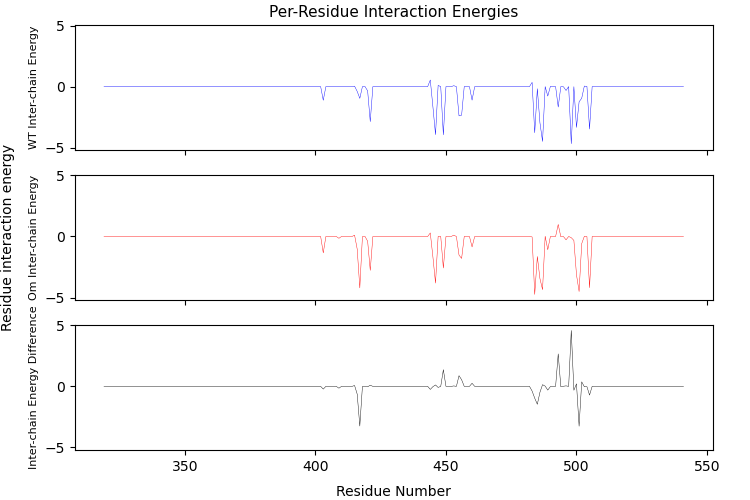 Per-Residue Interaction Energies
Residue interaction energy
WT Inter-chain Energy
5
0
−5
Om Inter-chain Energy
5
0
−5
Inter-chain Energy Difference
5
0
−5
350
400
450
500
550
Residue Number